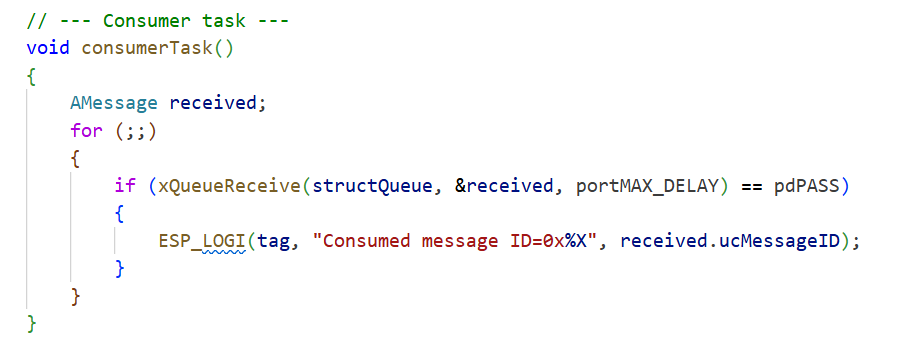 // --- Consumer task ---
void consumerTask()
{
    AMessage received;
    for (;;)
    {
        if (xQueueReceive(structQueue, &received, portMAX_DELAY) == pdPASS)
        {
            ESP_LOGI(tag, "Consumed message ID=0x%X", received.ucMessageID);
        }
    }
}